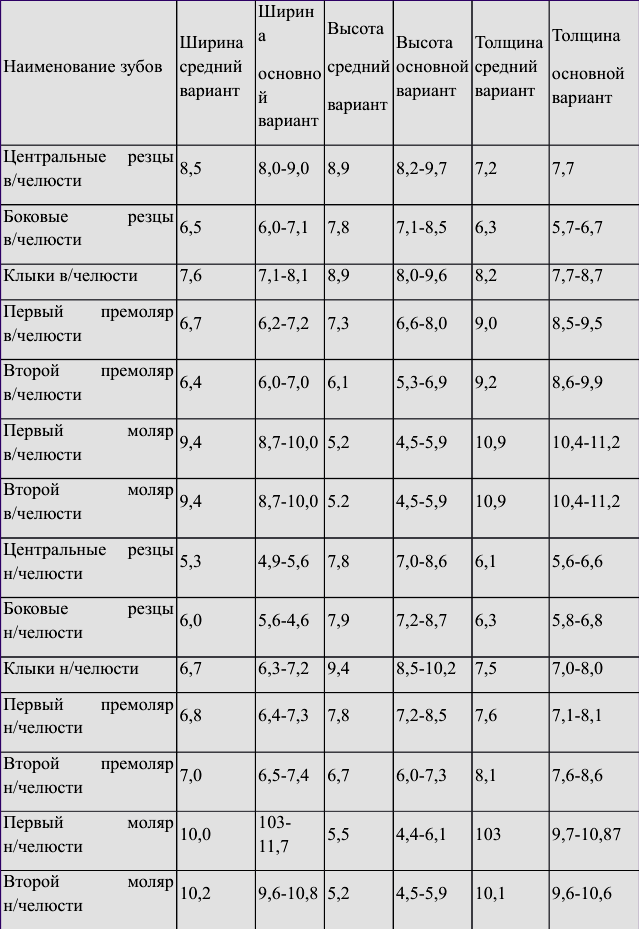 Наименование зубов
Ширина
средний
вариант
Ширин
а
основно
й
вариант
Высота
средний
вариант
Высота
основной
вариант
Толщина
средний
вариант
Толщина
основной
вариант
Центральные резцы
в/челюсти
8,5
8,0-9,0
8,9
8,2-9,7
7,2
7,7
Боковые резцы
в/челюсти
6,5
6,0-7,1
7,8
7,1-8,5
6,3
5,7-6,7
Клыки в/челюсти
7,6
7,1-8,1
8,9
8,0-9,6
8,2
7,7-8,7
Первый премоляр
в/челюсти
6,7
6,2-7,2
7,3
6,6-8,0
9,0
8,5-9,5
Второй премоляр
в/челюсти
6,4
6,0-7,0
6,1
5,3-6,9
9,2
8,6-9,9
Первый моляр
в/челюсти
9,4
8,7-10,0
5,2
4,5-5,9
10,9
10,4-11,2
Второй моляр
в/челюсти
9,4
8,7-10,0
5.2
4,5-5,9
10,9
10,4-11,2
Центральные резцы
н/челюсти
5,3
4,9-5,6
7,8
7,0-8,6
6,1
5,6-6,6
Боковые резцы
н/челюсти
6,0
5,6-4,6
7,9
7,2-8,7
6,3
5,8-6,8
Клыки н/челюсти
6,7
6,3-7,2
9,4
8,5-10,2
7,5
7,0-8,0
Первый премоляр
н/челюсти
6,8
6,4-7,3
7,8
7,2-8,5
7,6
7,1-8,1
Второй премоляр
н/челюсти
7,0
6,5-7,4
6,7
6,0-7,3
8,1
7,6-8,6
Первый моляр
н/челюсти
10,0
103-
11,7
5,5
4,4-6,1
103
9,7-10,87
Второй моляр
н/челюсти
10,2
9,6-10,8
5,2
4,5-5,9
10,1
9,6-10,6